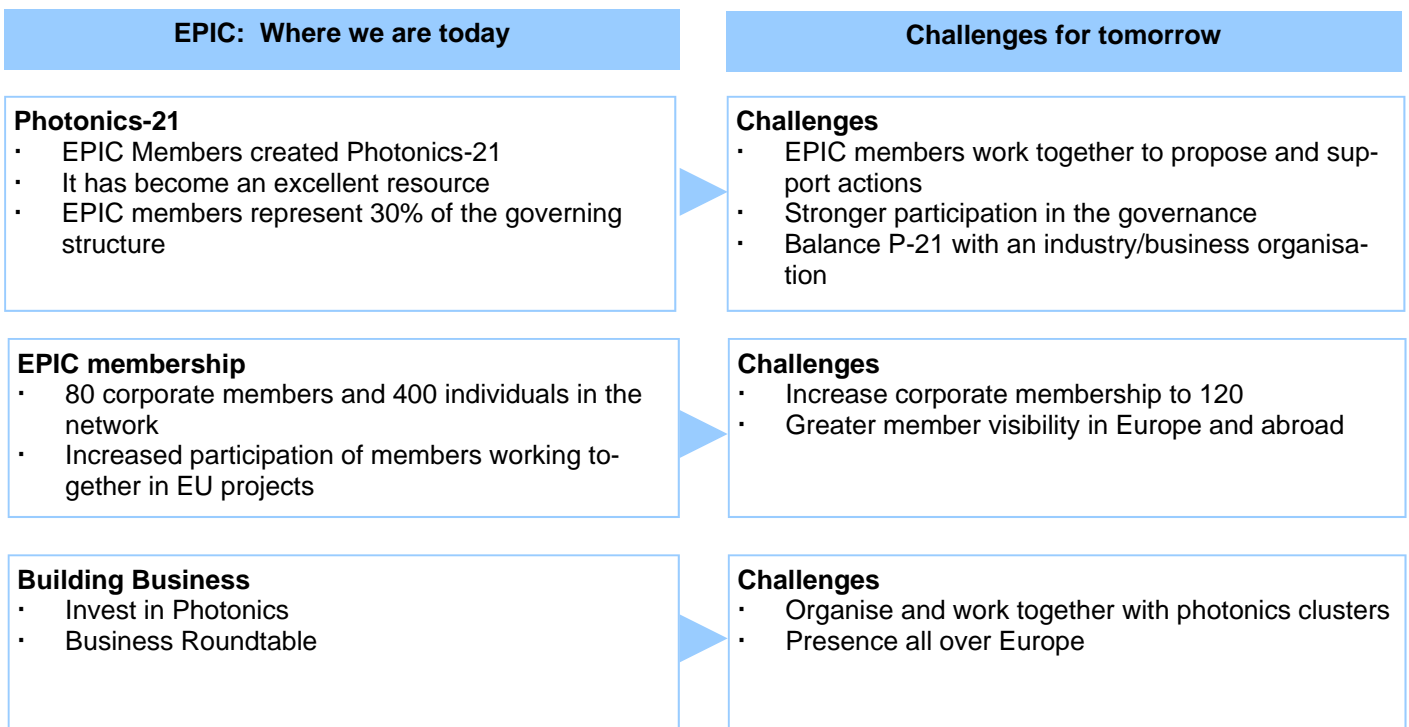 EPIC:  Where we are today
Challenges for tomorrow
Photonics-21
· EPIC Members created Photonics-21
· It has become an excellent resource
· EPIC members represent 30% of the governing
structure
Challenges
· EPIC members work together to propose and sup-
port actions
· Stronger participation in the governance
· Balance P-21 with an industry/business organisa-
tion
EPIC membership
· 80 corporate members and 400 individuals in the
network
· Increased participation of members working to-
gether in EU projects
Challenges
· Increase corporate membership to 120
· Greater member visibility in Europe and abroad
Building Business
· Invest in Photonics
· Business Roundtable
Challenges
· Organise and work together with photonics clusters
· Presence all over Europe